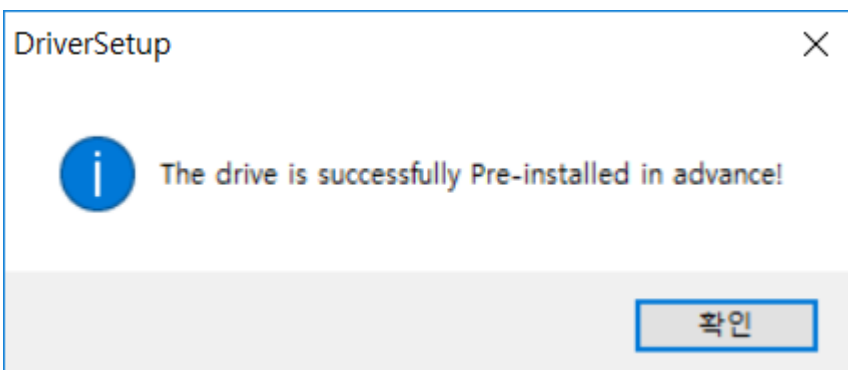 DriverSetup
The drive is successfully Pre-installed in advance!
확인